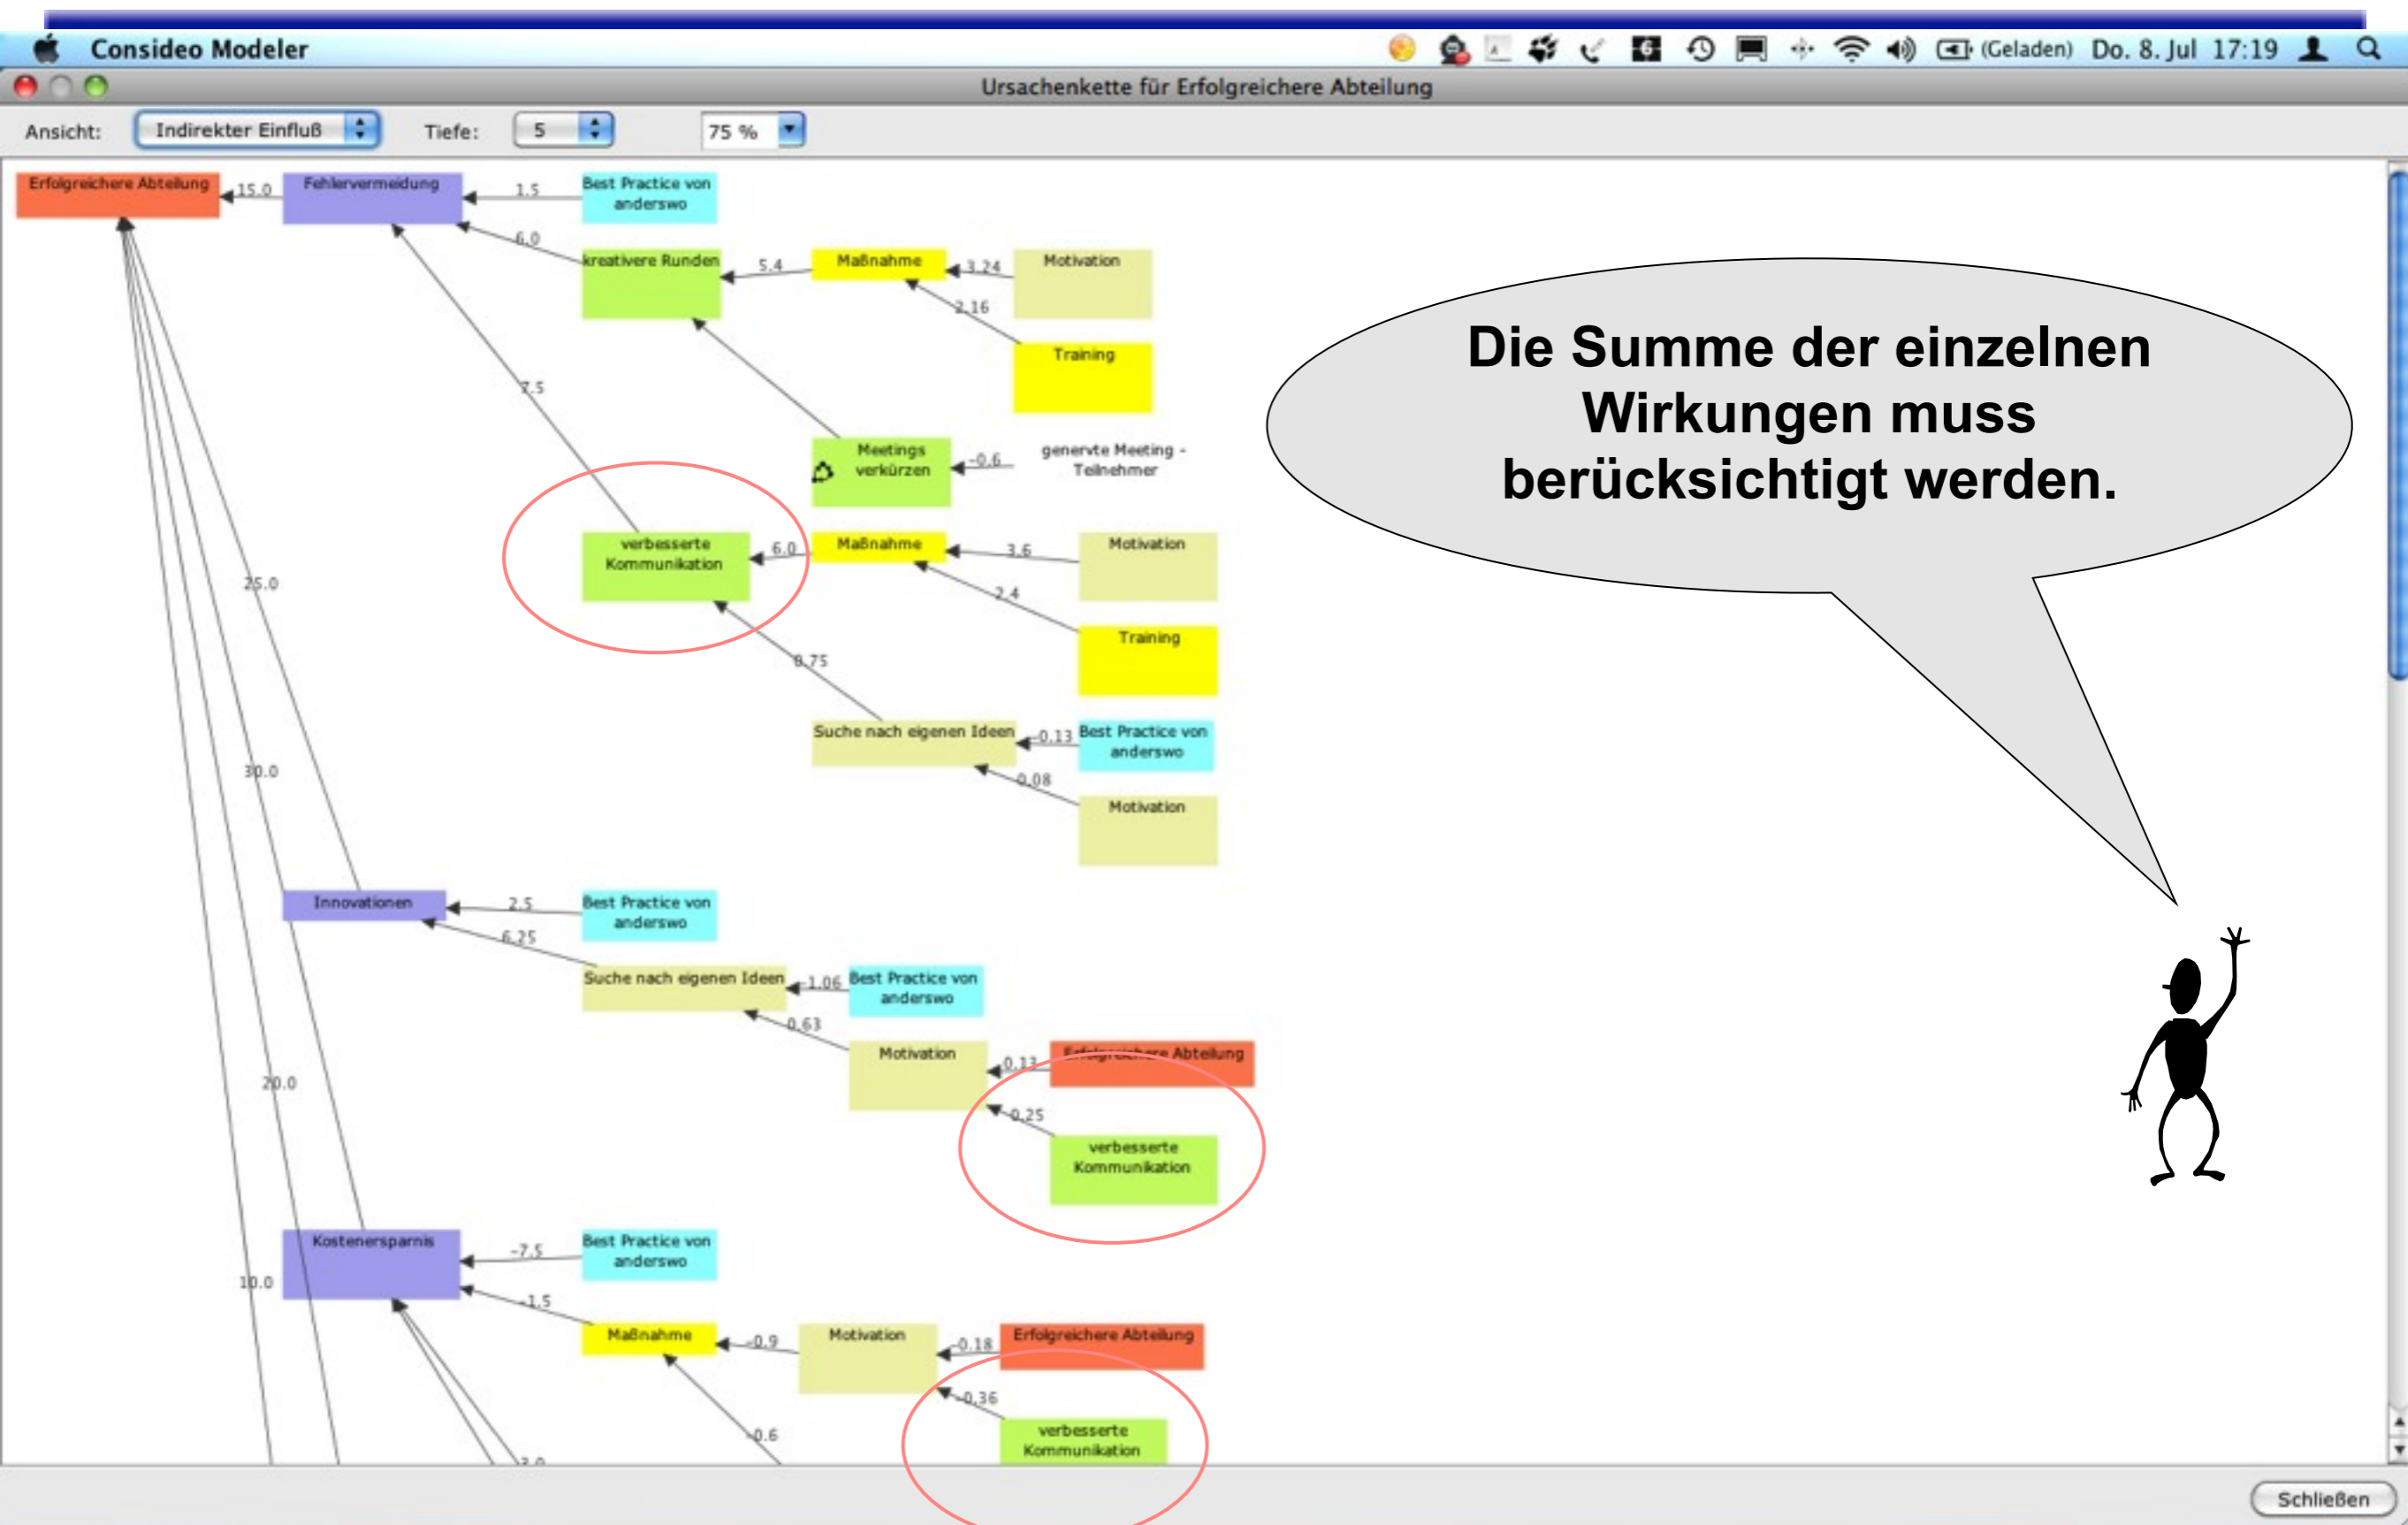 Consideo Modeler
(Geladen) Do. 8. Jul 17:19
Ursachenkette für Erfolgreichere Abteilung
Ansicht: Indirekter Einfluß Tiefe: 5 75 %
Erfolgreichere Abteilung
15.0
Fehlervermeidung
1.5
Best Practice von
anderswo
6.0
kreativere Runden
5.4
Maßnahme
3.24
Motivation
2.16
Training
7.5
Meetings
verkürzen
-0.6
genervte Meeting -
Teilnehmer
Die Summe der einzelnen
Wirkungen muss
berücksichtigt werden.
verbesserte
Kommunikation
6.0
Maßnahme
3.6
Motivation
2.4
Training
25.0
0.75
Suche nach eigenen Ideen
-0.13
Best Practice von
anderswo
0.08
Motivation
30.0
Innovationen
2.5
Best Practice von
anderswo
6.25
Suche nach eigenen Ideen
-1.06
Best Practice von
anderswo
0.63
Motivation
0.13
Erfolgreichere Abteilung
0.25
verbesserte
Kommunikation
20.0
Kostenersparnis
-7.5
Best Practice von
anderswo
10.0
-1.5
Maßnahme
-0.9
Motivation
-0.18
Erfolgreichere Abteilung
-0.36
verbesserte
Kommunikation
-0.6
Schließen